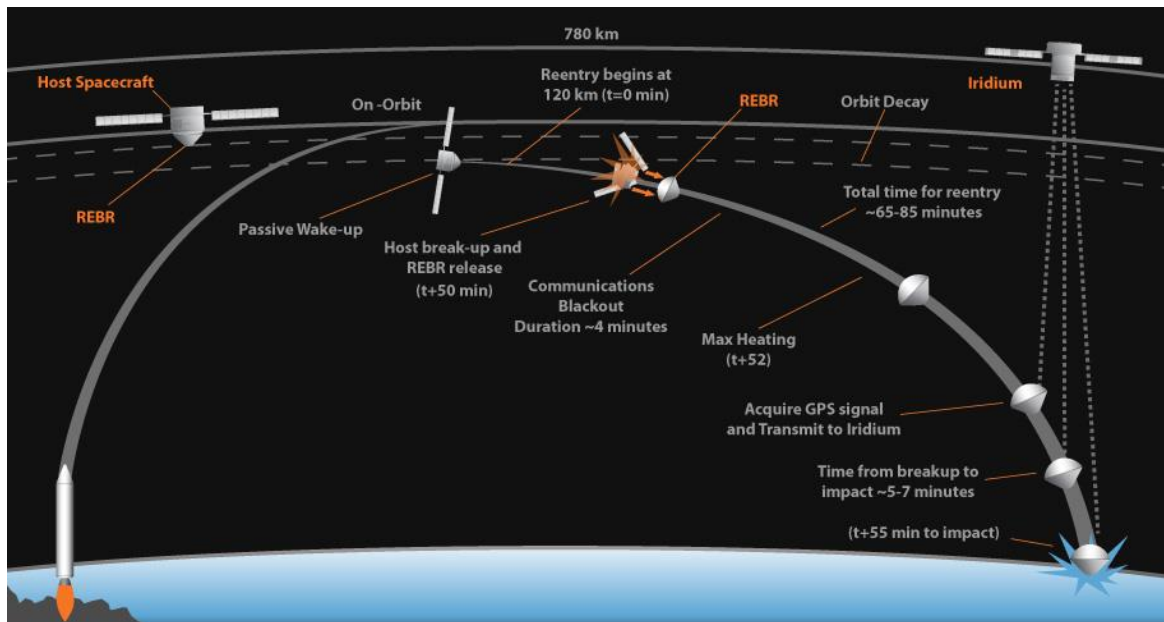 780 km
Host Spacecraft
Iridium
Reentry begins at
120 km (t=0 min)
On -Orbit
REBR
Orbit Decay
REBR
Passive Wake-up
Total time for reentry
~65-85 minutes
Host break-up and
REBR release
(t+50 min)
Communications
Blackout
Duration ~4 minutes
Max Heating
(t+52)
Acquire GPS signal
and Transmit to Iridium
Time from breakup to
impact ~5-7 minutes
(t+55 min to impact)